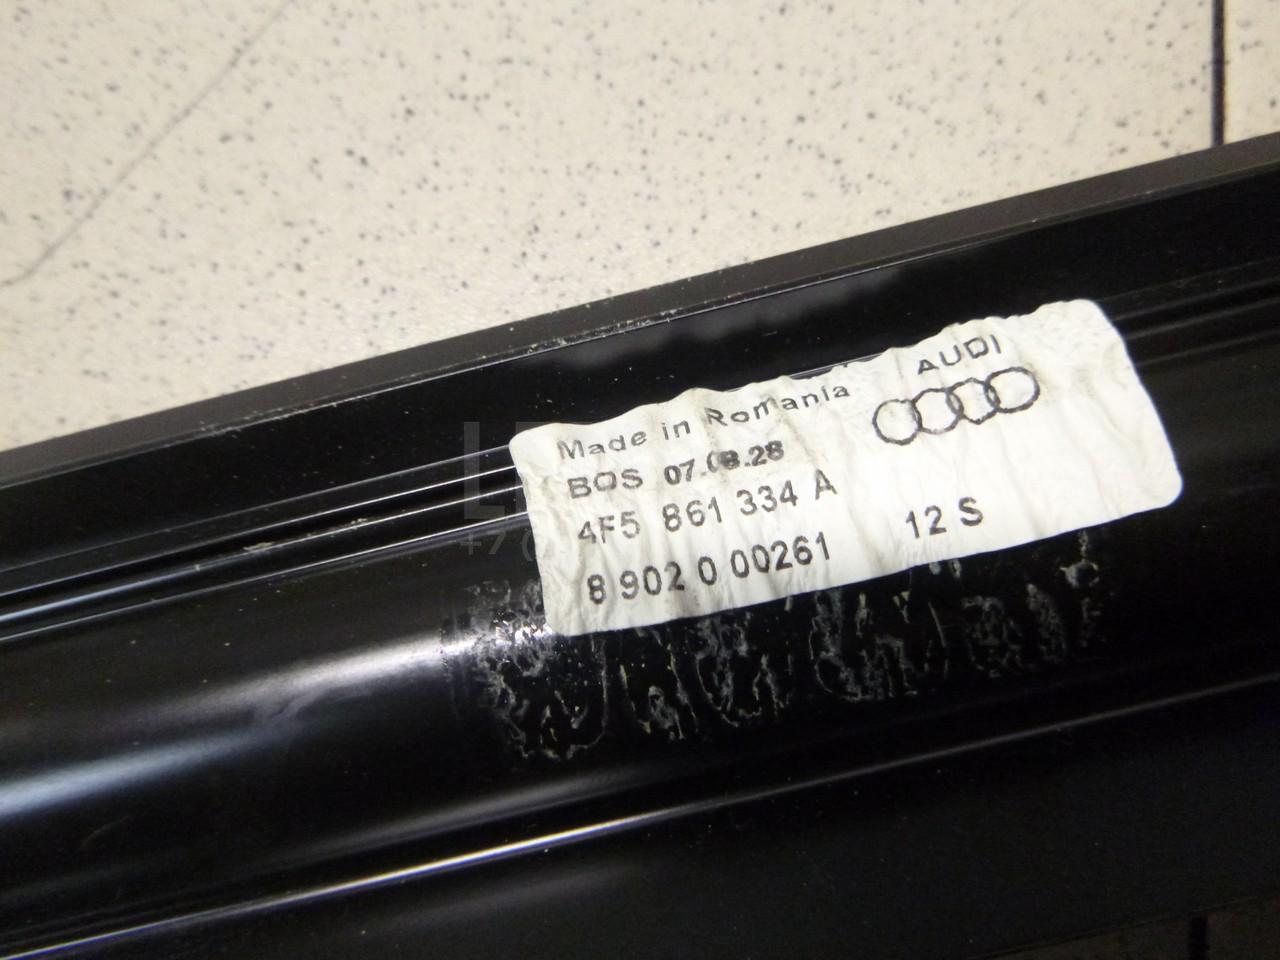 AUDI
Made in Romania
BOS 07.08.28
4F5 861 334 A
8 902 0 00261 12 S